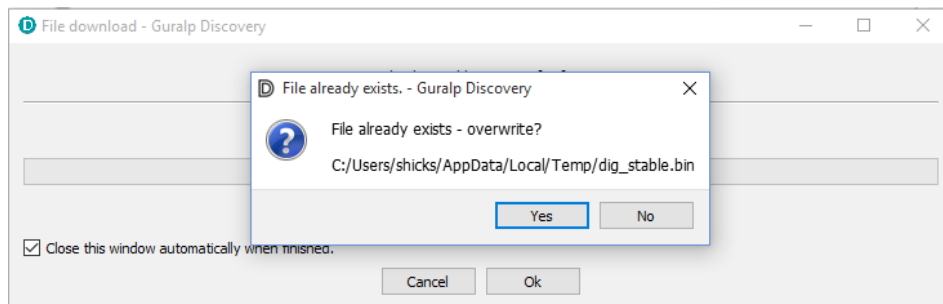 File download - Guralp Discovery
File already exists. - Guralp Discovery
File already exists - overwrite?
C:/Users/shicks/AppData/Local/Temp/dig_stable.bin
Yes
No
Close this window automatically when finished.
Cancel
Ok